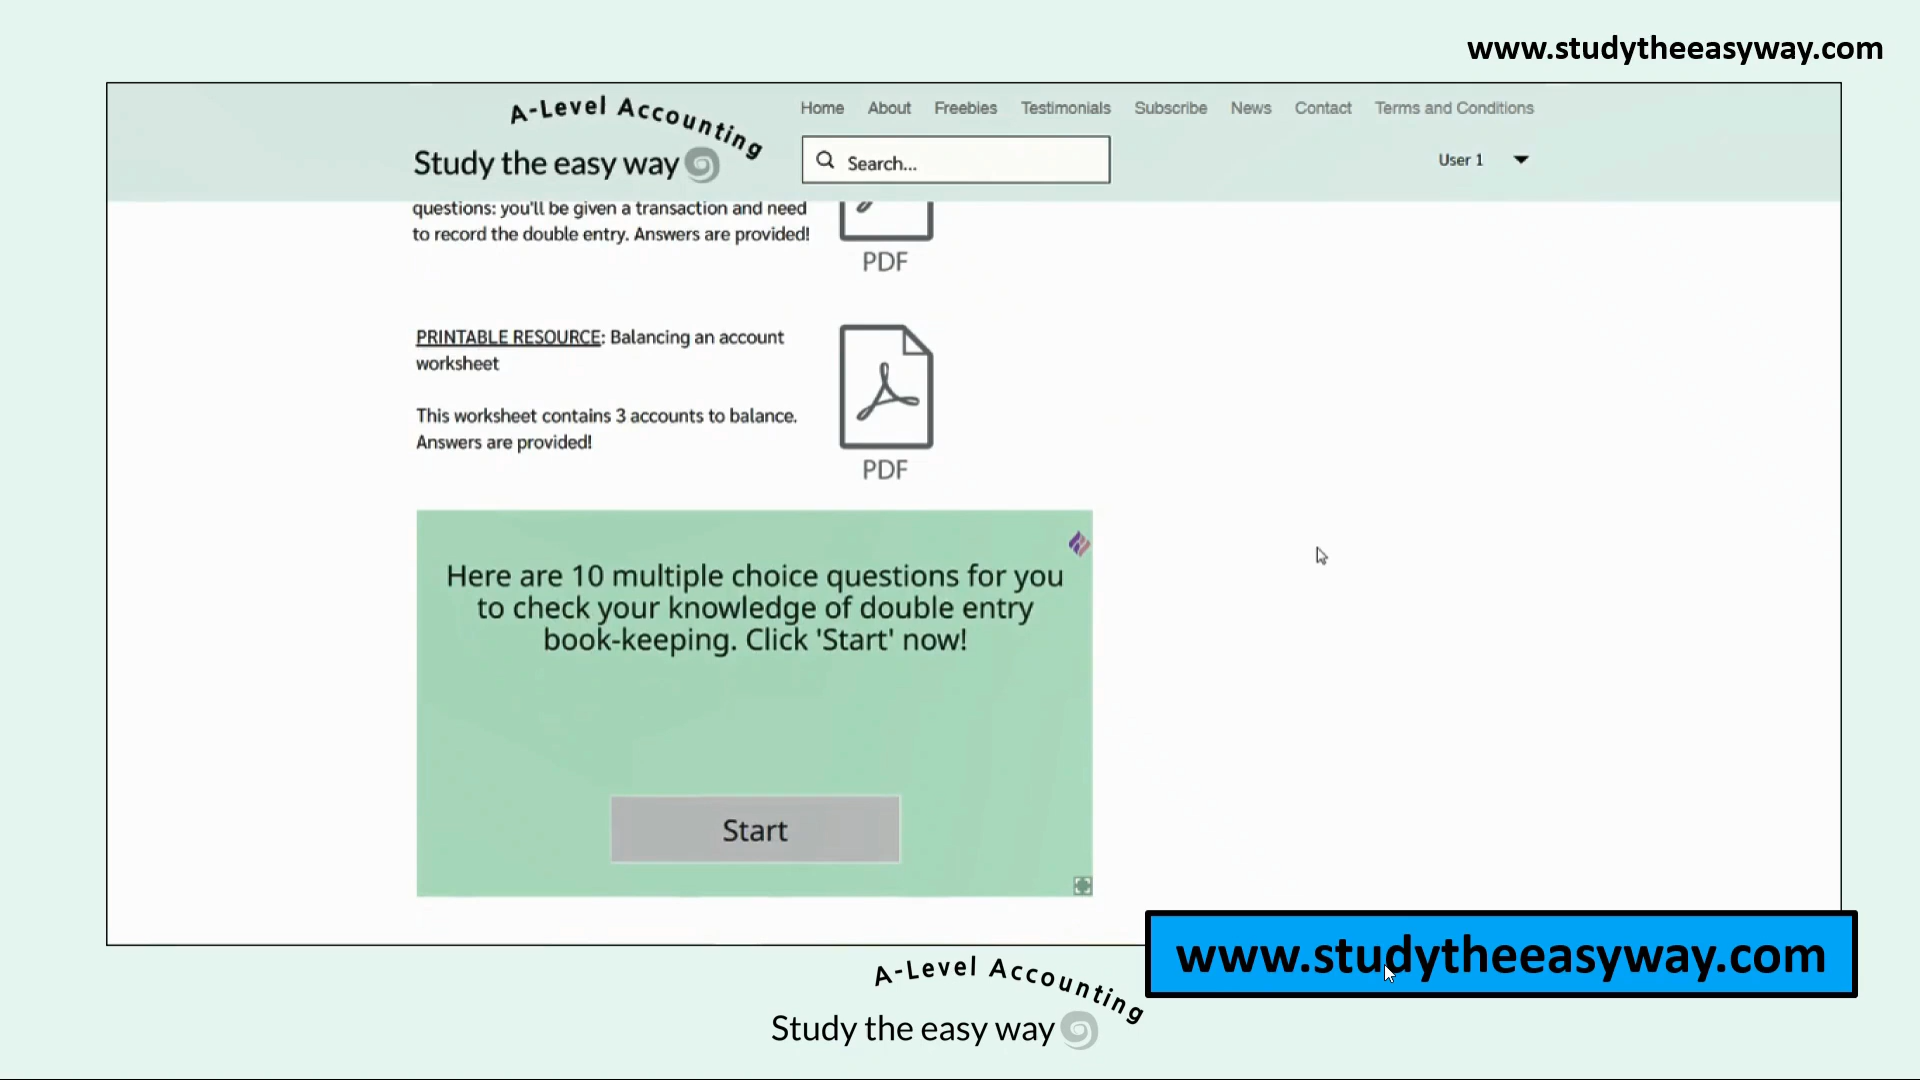 www.studytheeasyway.com
A-Level Accounting
Study the easy way
Home About Freebies Testimonials Subscribe News Contact Terms and Conditions
Search...
User 1
questions: you'll be given a transaction and need
to record the double entry. Answers are provided!
PDF
PRINTABLE RESOURCE: Balancing an account
worksheet
This worksheet contains 3 accounts to balance.
Answers are provided!
PDF
Here are 10 multiple choice questions for you
to check your knowledge of double entry
book-keeping. Click 'Start' now!
Start
www.studytheeasyway.com
A-Level Accounting
Study the easy way